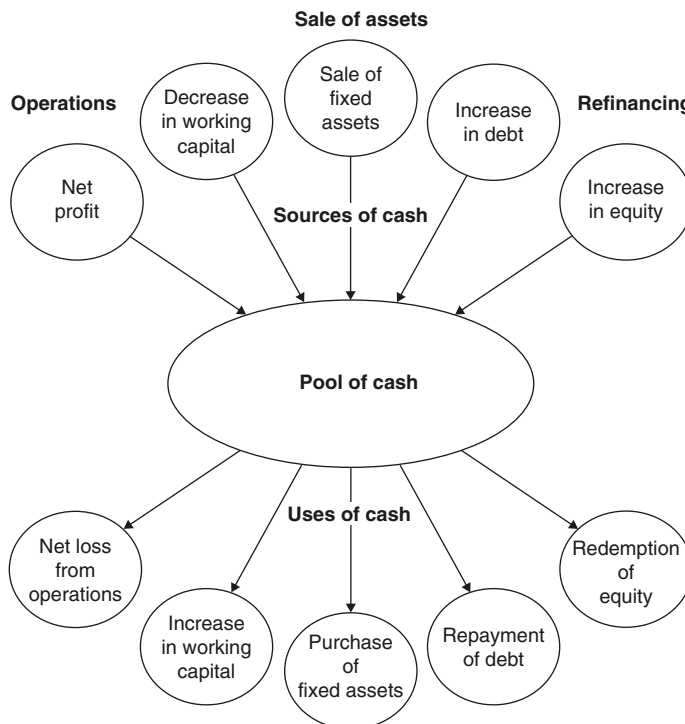 Sale of assets
Operations
Decrease
in working
capital
Sale of
fixed
assets
Increase
in debt
Refinancing
Net
profit
Sources of cash
Increase
in equity
Pool of cash
Uses of cash
Net loss
from
operations
Increase
in working
capital
Purchase
of
fixed assets
Repayment
of debt
Redemption
of
equity